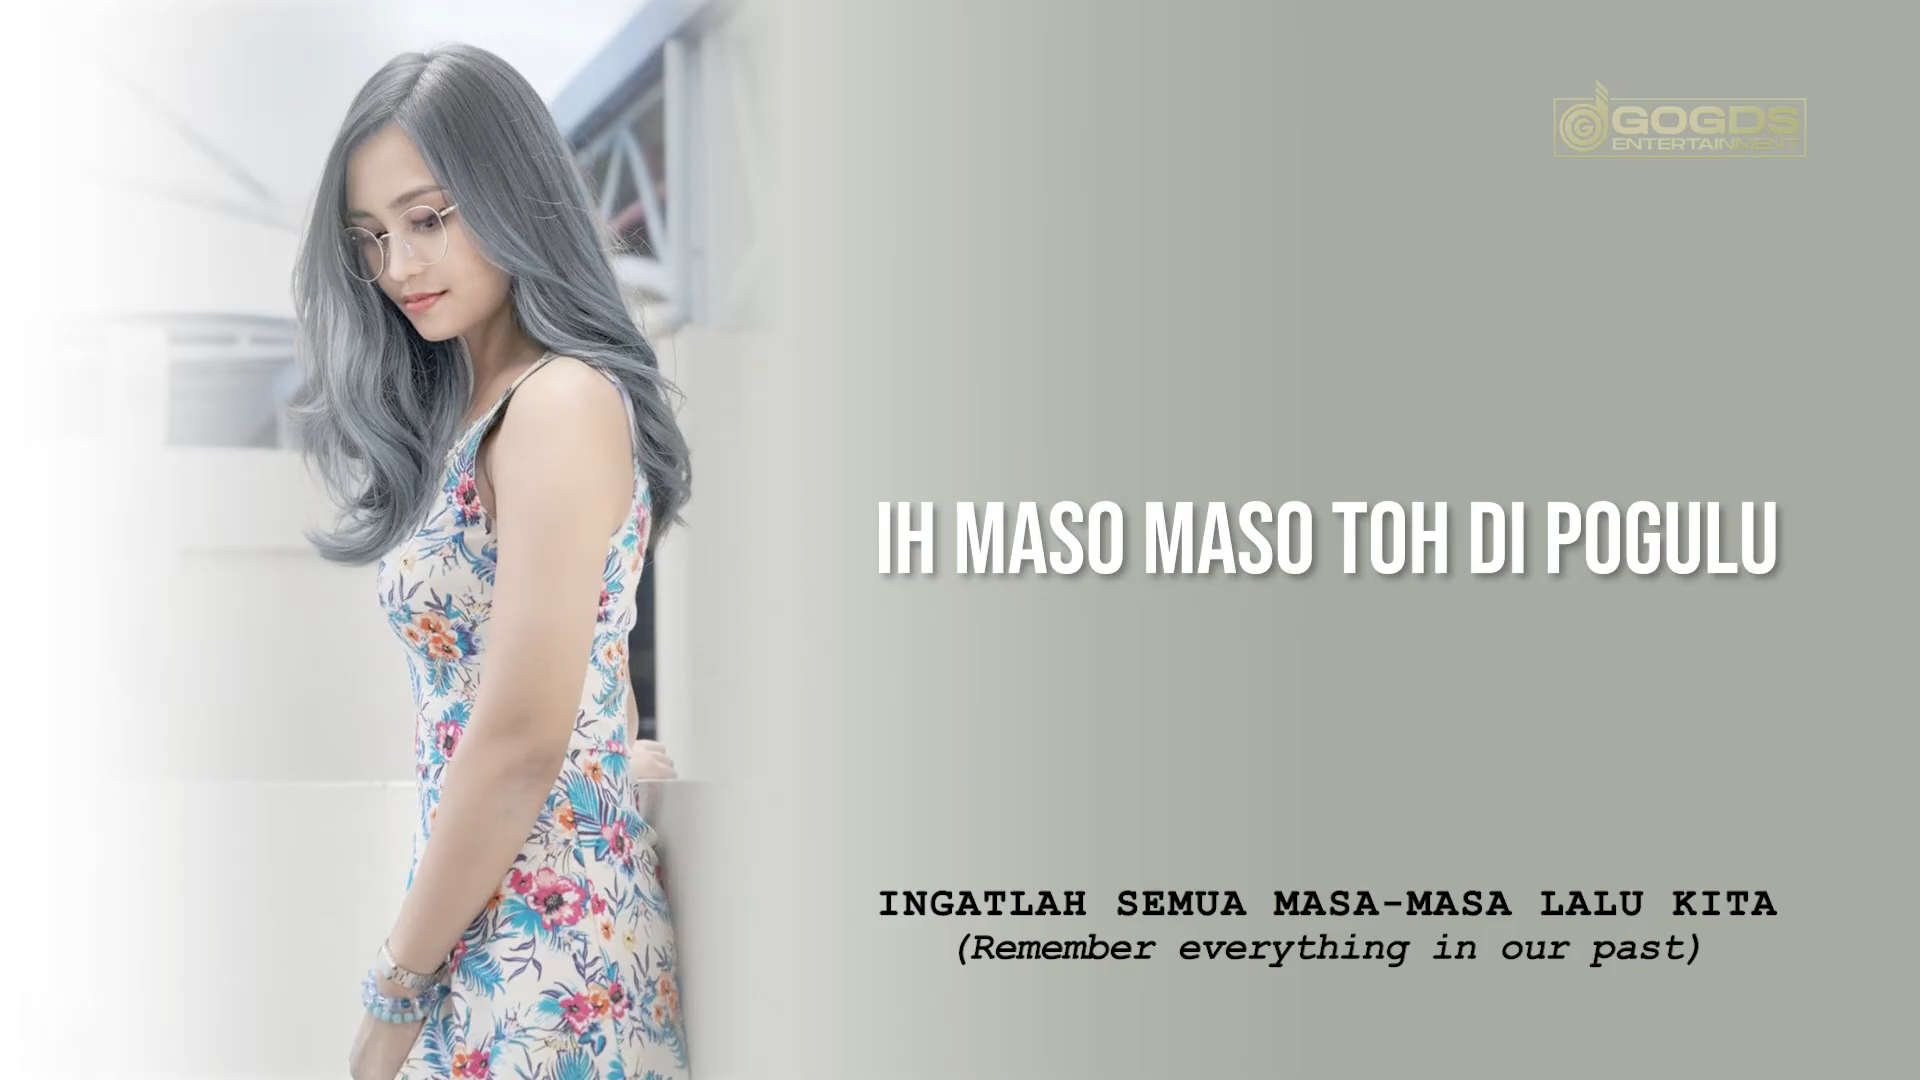 GOGDS
ENTERTAINMENT
IH MASO MASO TOH DI POGULU
INGATLAH SEMUA MASA-MASA LALU KITA
(Remember everything in our past)